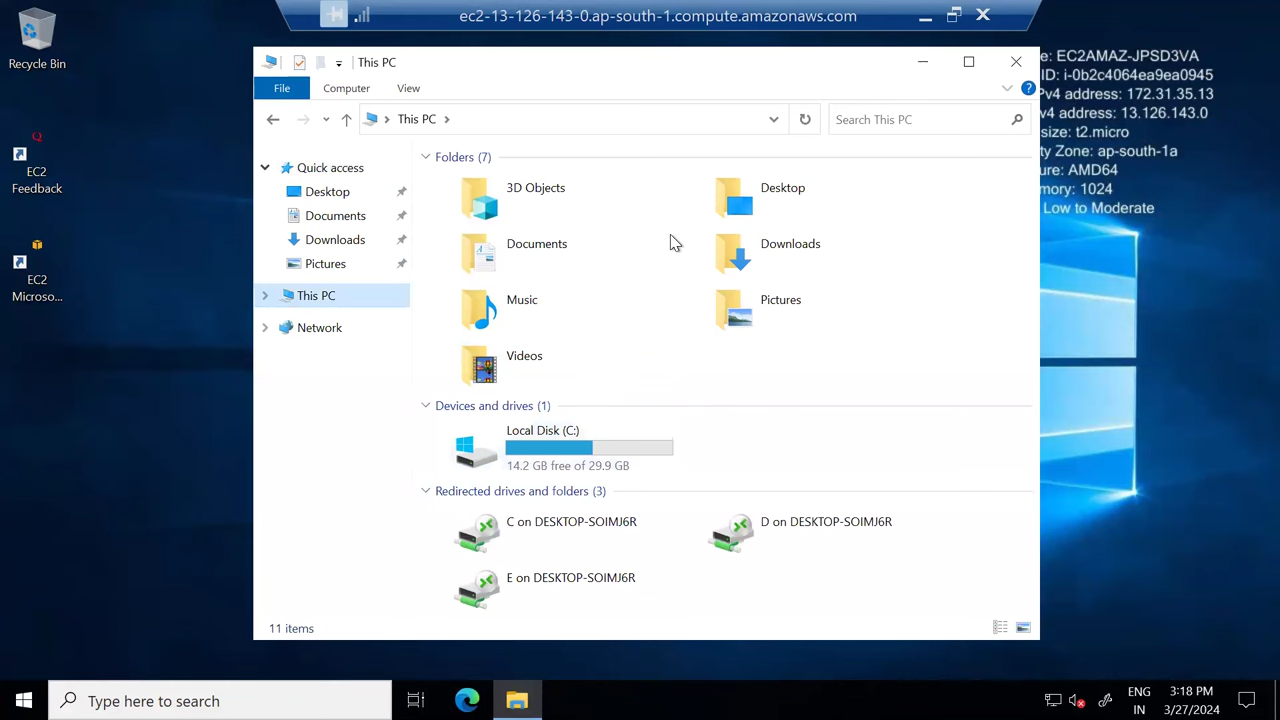 ec2-13-126-143-0.ap-south-1.compute.amazonaws.com
Recycle Bin
EC2
Feedback
EC2
Microso...
This PC
File
Computer
View
This PC
Search This PC
Quick access
Desktop
Documents
Downloads
Pictures
This PC
Network
Folders (7)
3D Objects
Desktop
Documents
Downloads
Music
Pictures
Videos
Devices and drives (1)
Local Disk (C:)
14.2 GB free of 29.9 GB
Redirected drives and folders (3)
C on DESKTOP-SOIMJ6R
D on DESKTOP-SOIMJ6R
E on DESKTOP-SOIMJ6R
11 items
e: EC2AMAZ-JPSD3VA
ID: i-0b2c4064ea9ea0945
Pv4 address: 172.31.35.13
v4 address: 13.126.143.0
size: t2.micro
ty Zone: ap-south-1a
ure: AMD64
mory: 1024
Low to Moderate
Type here to search
ENG
IN
3:18 PM
3/27/2024